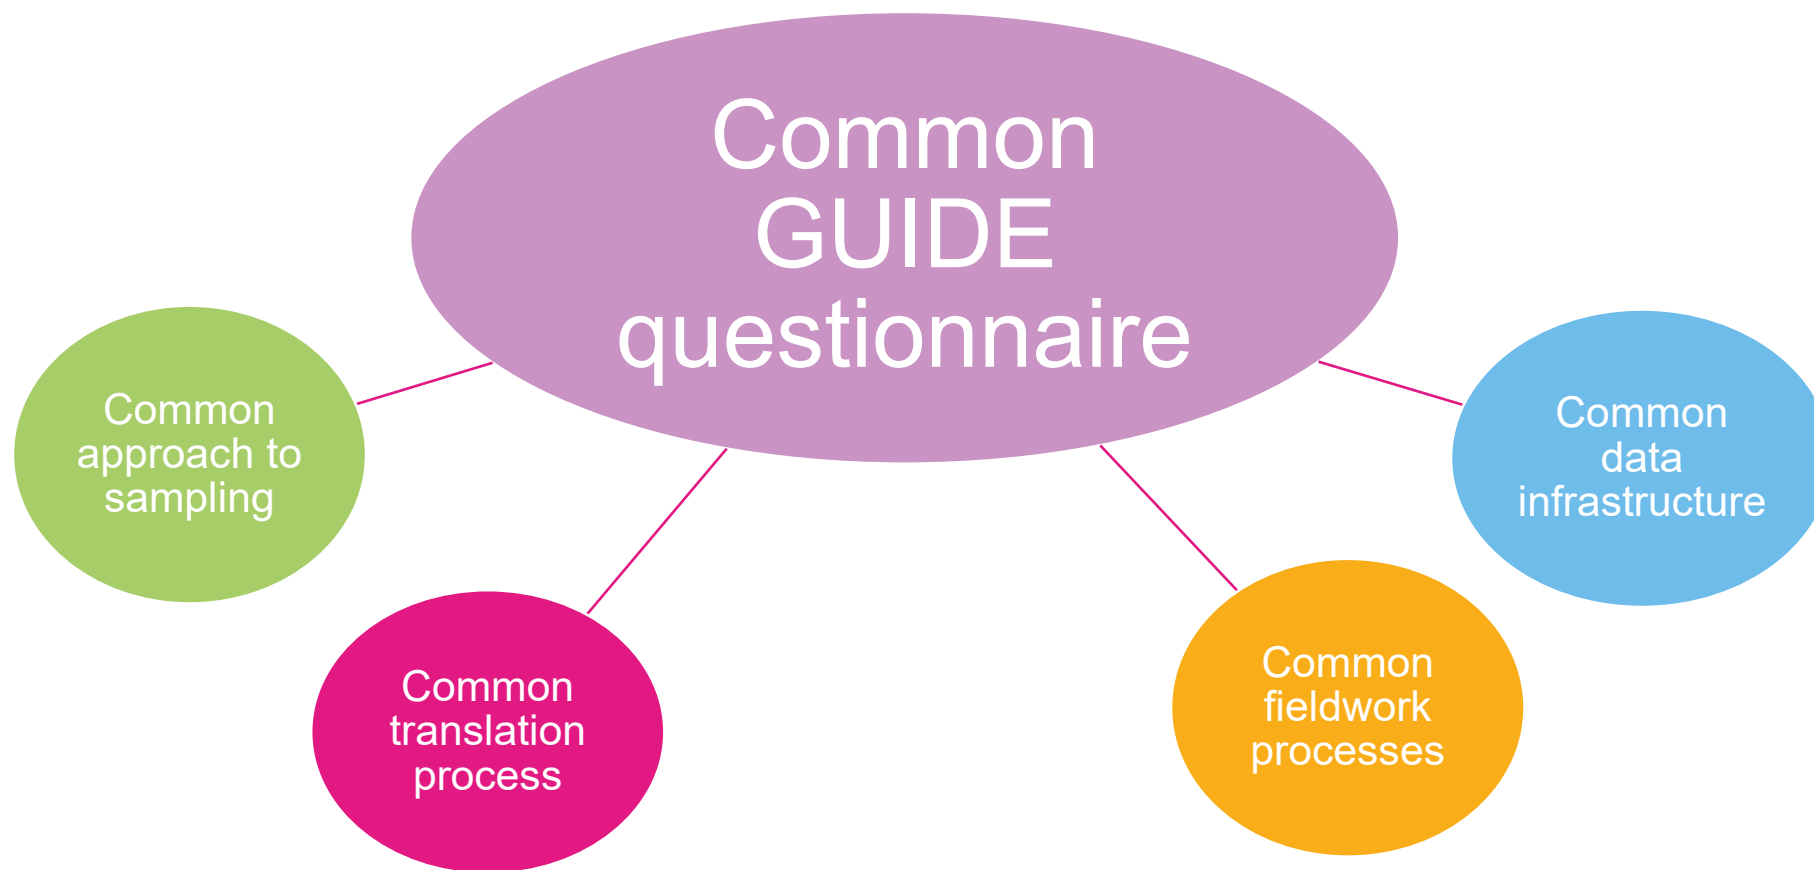 Common
GUIDE
questionnaire
Common
approach to
sampling
Common
translation
process
Common
fieldwork
processes
Common
data
infrastructure